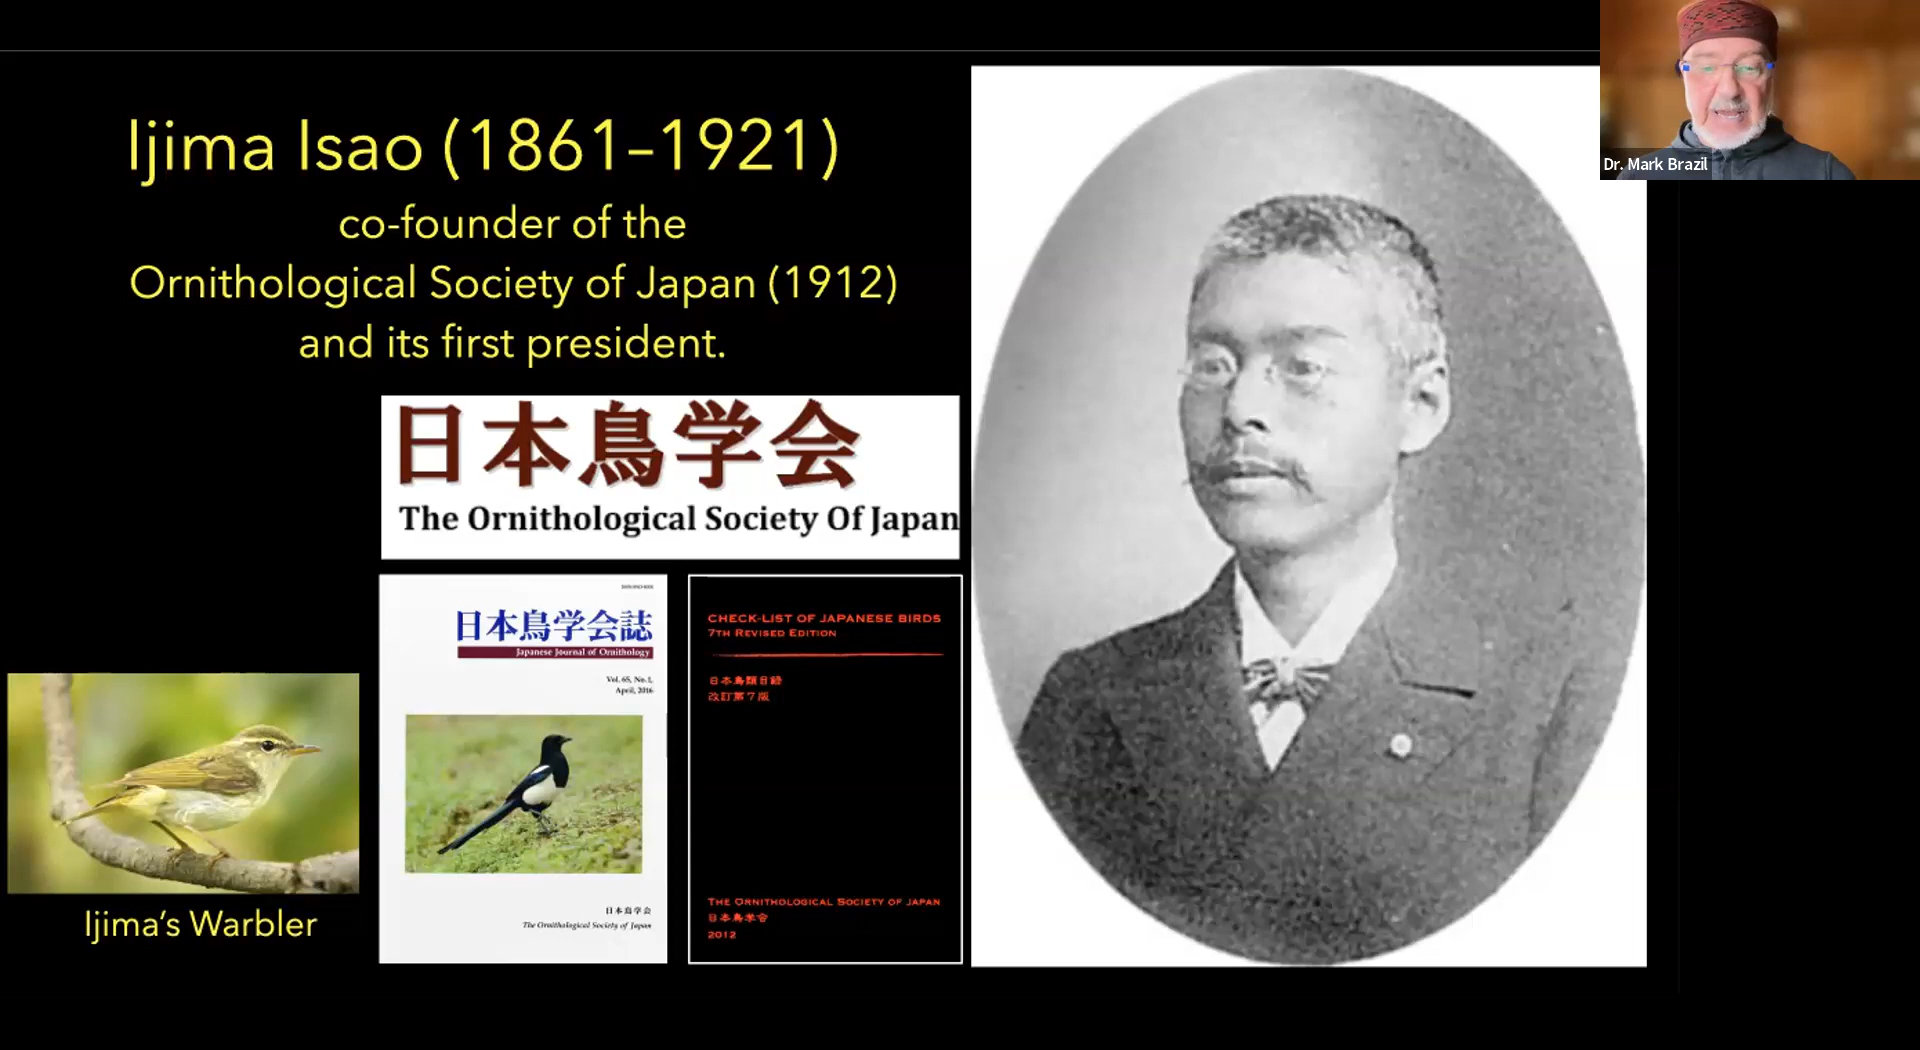 Ijima Isao (1861–1921)
co-founder of the
Ornithological Society of Japan (1912)
and its first president.
日本鳥学会
The Ornithological Society Of Japan
日本鳥学会誌
Japanese Journal of Ornithology
Vol. 65, No.1,
April, 2016
日本鳥学会
The Ornithological Society of Japan
CHECK-LIST OF JAPANESE BIRDS
7TH REVISED EDITION
日本鳥類目録
改訂第7版
THE ORNITHOLOGICAL SOCIETY OF JAPAN
日本鳥学会
2012
Ijima's Warbler
Dr. Mark Brazil